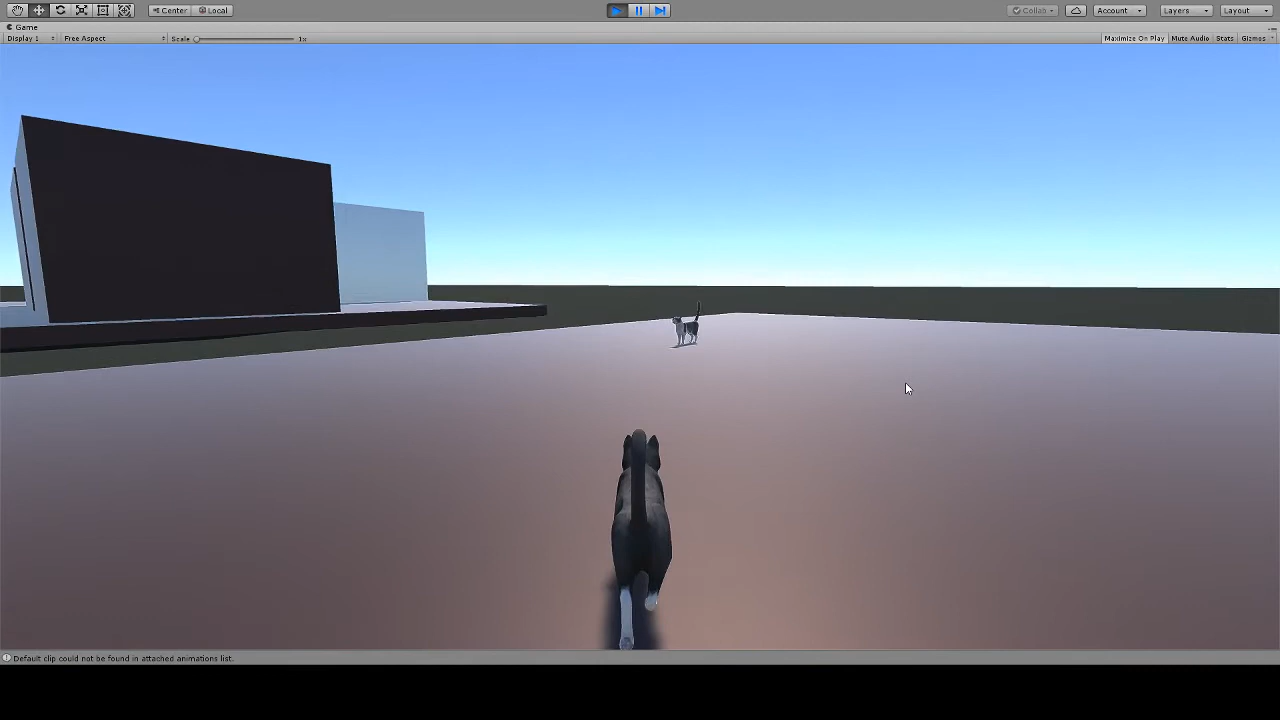 Center Local Collab Account Layers Layout
Game
Display 1 Free Aspect Scale 1x Maximize On Play Mute Audio Stats Gizmos
Default clip could not be found in attached animations list.